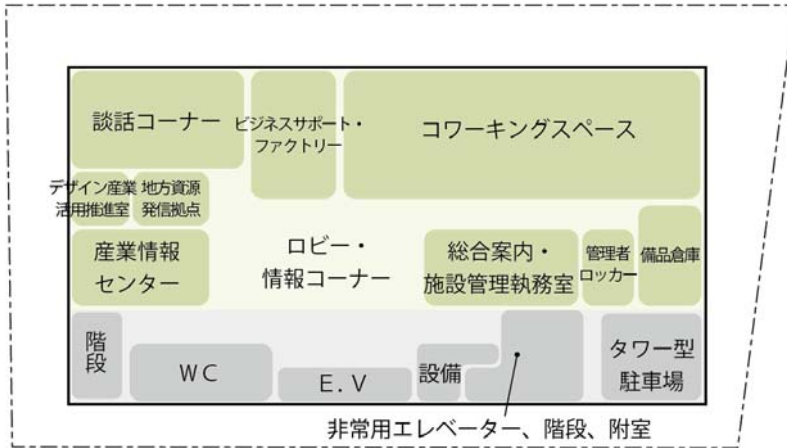 談話コーナー
ビジネスサポート・
ファクトリー
コワーキングスペース
デザイン産業
活用推進室
地方資源
発信拠点
産業情報
センター
ロビー・
情報コーナー
総合案内・
施設管理執務室
管理者
ロッカー
備品倉庫
階段
WC
E.V
設備
タワー型
駐車場
非常用エレベーター、階段、附室